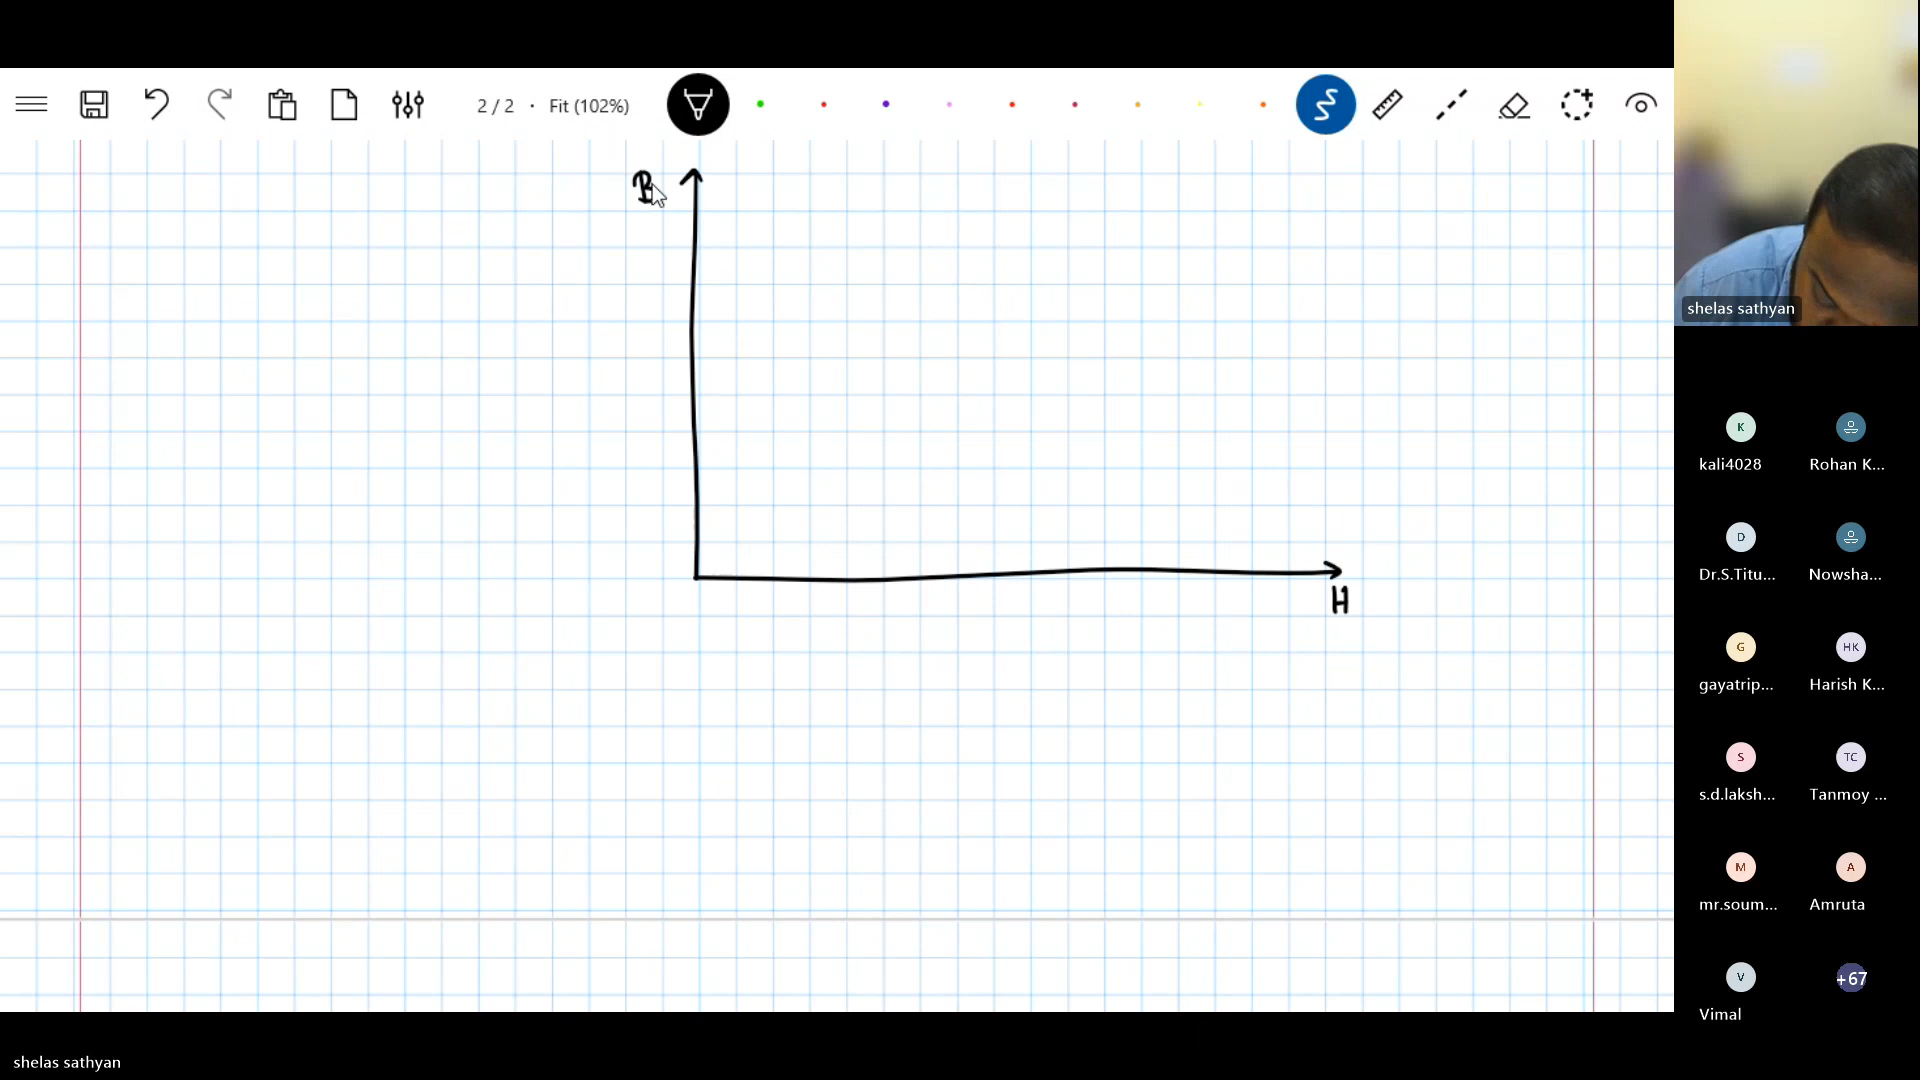 2 / 2 · Fit (102%)
B
H
shelas sathyan
K
kali4028
Rohan K...
D
Dr.S.Titu...
Nowsha...
G
gayatrip...
HK
Harish K...
S
s.d.laksh...
TC
Tanmoy ...
M
mr.soum...
A
Amruta
V
Vimal
+67
shelas sathyan